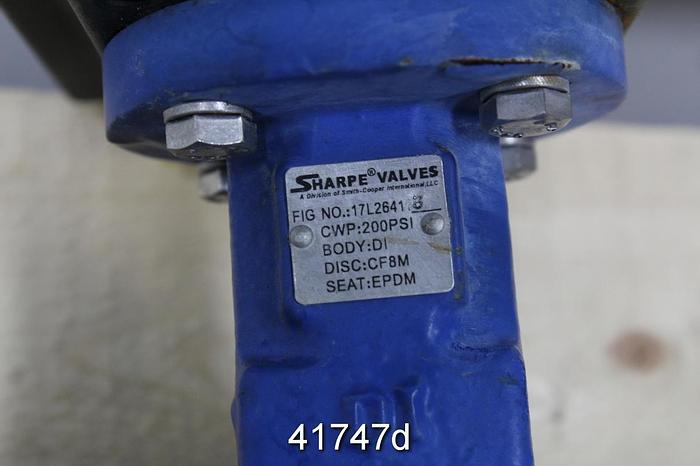 SHARPE® VALVES
A Division of Smith-Cooper International,LLC
FIG NO.:17L2641
CWP:200PSI
BODY:DI
DISC:CF8M
SEAT:EPDM
DI
41747d